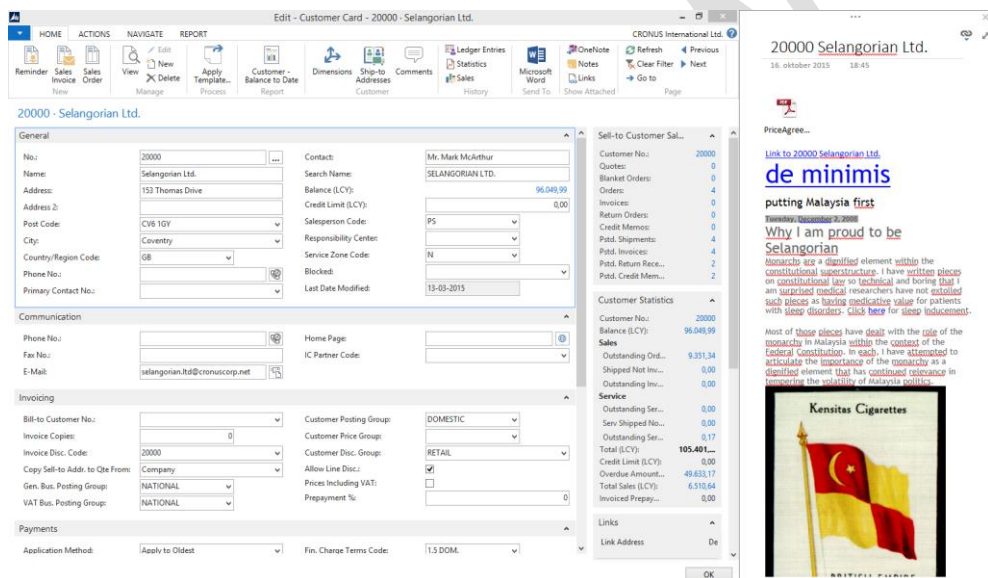 Edit - Customer Card - 20000 · Selangorian Ltd.
HOME ACTIONS NAVIGATE REPORT
CRONUS International Ltd.
Reminder
Sales Invoice
Sales Order
New
View
Edit
New
Delete
Manage
Apply Template...
Process
Customer - Balance to Date
Report
Dimensions
Ship-to Addresses
Comments
Customer
Ledger Entries
Statistics
Sales
History
Microsoft Word
Send To
OneNote
Notes
Links
Show Attached
Refresh
Clear Filter
Go to
Previous
Next
Page
20000 · Selangorian Ltd.
General
No.: 20000 ...
Name: Selangorian Ltd.
Address: 153 Thomas Drive
Address 2:
Post Code: CV6 1GY
City: Coventry
Country/Region Code: GB
Phone No.:
Primary Contact No.:
Contact: Mr. Mark McArthur
Search Name: SELANGORIAN LTD.
Balance (LCY): 96.049,99
Credit Limit (LCY): 0,00
Salesperson Code: PS
Responsibility Center:
Service Zone Code: N
Blocked:
Last Date Modified: 13-03-2015
Communication
Phone No.:
Fax No.:
E-Mail: selangorian.ltd@cronuscorp.net
Home Page:
IC Partner Code:
Invoicing
Bill-to Customer No.:
Invoice Copies: 0
Invoice Disc. Code: 20000
Copy Sell-to Addr. to Qte From: Company
Gen. Bus. Posting Group: NATIONAL
VAT Bus. Posting Group: NATIONAL
Customer Posting Group: DOMESTIC
Customer Price Group:
Customer Disc. Group: RETAIL
Allow Line Disc.:
Prices Including VAT:
Prepayment %: 0
Payments
Application Method: Apply to Oldest
Fin. Charge Terms Code: 1.5 DOM.
Sell-to Customer Sal...
Customer No.: 20000
Quotes: 0
Blanket Orders: 0
Orders: 4
Invoices: 0
Return Orders: 0
Credit Memos: 0
Pstd. Shipments: 4
Pstd. Invoices: 4
Pstd. Return Rece... 2
Pstd. Credit Mem... 2
Customer Statistics
Customer No.: 20000
Balance (LCY): 96.049,99
Sales
Outstanding Ord... 9.351,34
Shipped Not Inv... 0,00
Outstanding Inv... 0,00
Service
Outstanding Ser... 0,00
Serv Shipped No... 0,00
Outstanding Ser... 0,17
Total (LCY): 105.401,...
Credit Limit (LCY): 0,00
Overdue Amount... 49.633,17
Total Sales (LCY): 6.510,64
Invoiced Prepay... 0,00
Links
Link Address De
OK
20000 Selangorian Ltd.
16. oktober 2015 18:45
PDF
PriceAgree...
Link to 20000 Selangorian Ltd.
de minimis
putting Malaysia first
Tuesday, December 2, 2008
Why I am proud to be
Selangorian
Monarchs are a dignified element within the
constitutional superstructure. I have written pieces
on constitutional law so technical and boring that I
am surprised medical researchers have not extolled
such pieces as having medicative value for patients
with sleep disorders. Click here for sleep inducement.
Most of those pieces have dealt with the role of the
monarchy in Malaysia within the context of the
Federal Constitution. In each, I have attempted to
articulate the importance of the monarchy as a
dignified element that has continued relevance in
tempering the volatility of Malaysia politics.
Kensitas Cigarettes
BRITISH EMPIRE